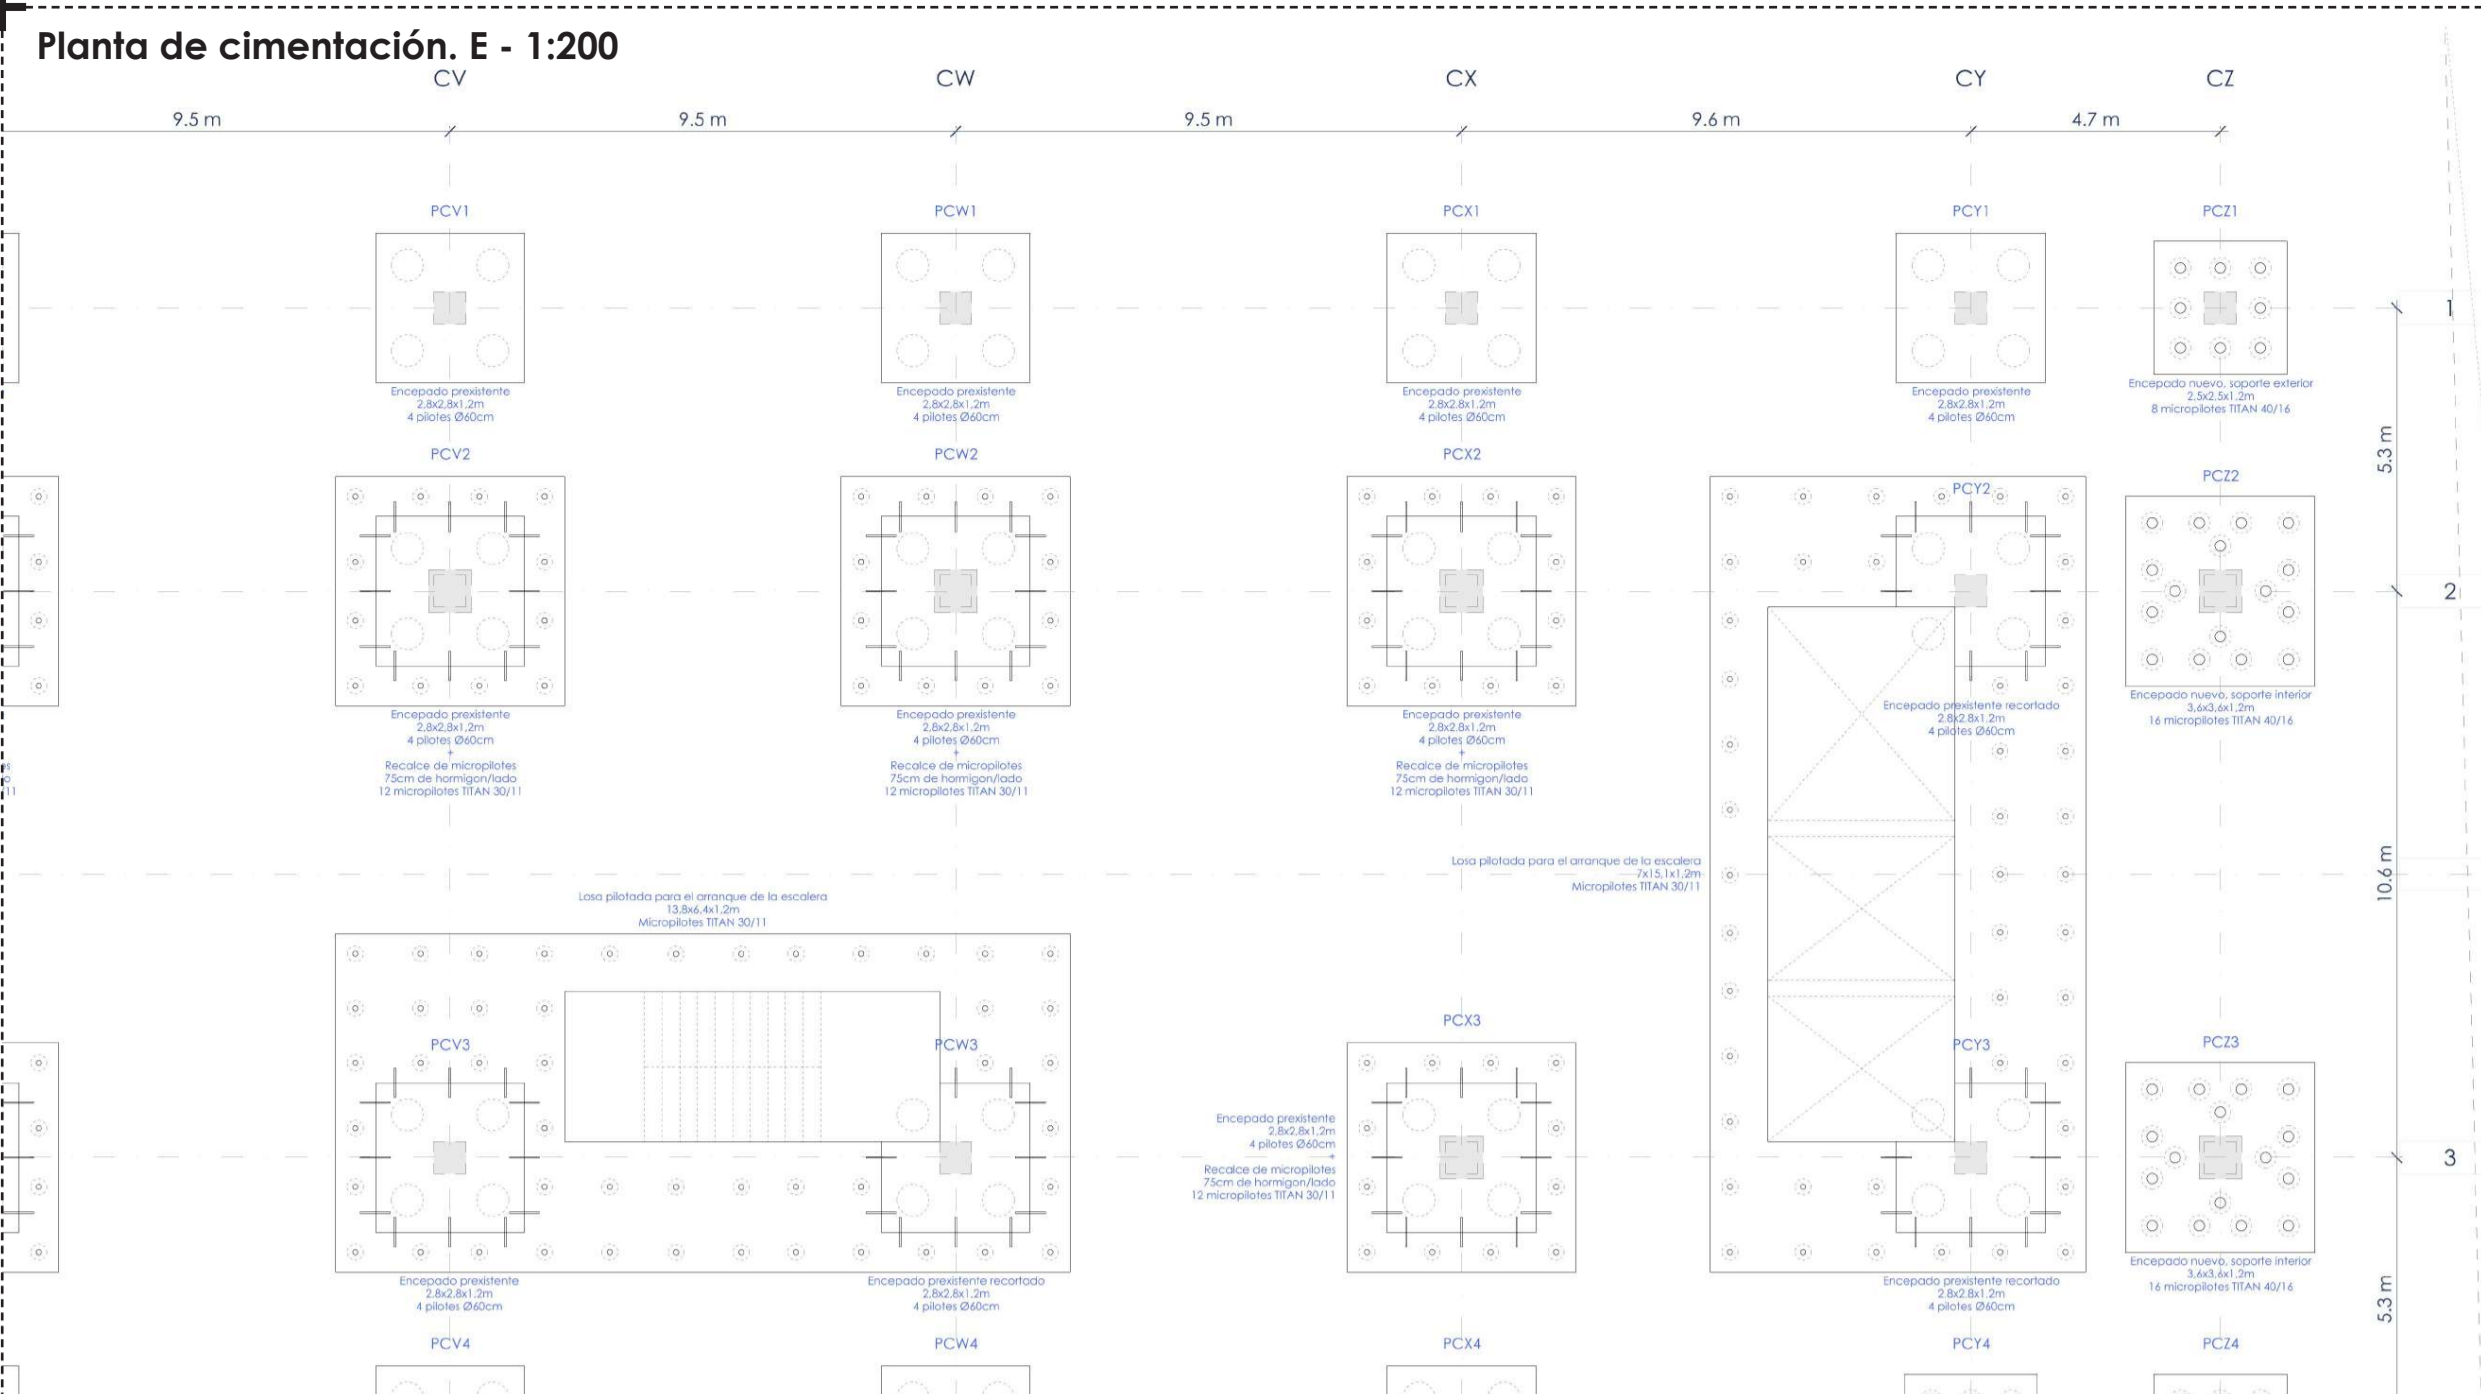 Planta de cimentación. E - 1:200
CV
CW
CX
CY
CZ
9.5 m
9.5 m
9.5 m
9.6 m
4.7 m
PCV1
PCW1
PCX1
PCY1
PCZ1
1
Encepado prexistente
2,8x2,8x1,2m
4 pilotes Ø60cm
Encepado prexistente
2,8x2,8x1,2m
4 pilotes Ø60cm
Encepado prexistente
2,8x2,8x1,2m
4 pilotes Ø60cm
Encepado prexistente
2,8x2,8x1,2m
4 pilotes Ø60cm
Encepado nuevo, soporte exterior
2,5x2,5x1,2m
8 micropilotes TITAN 40/16
5.3 m
PCV2
PCW2
PCX2
PCY2
PCZ2
2
Encepado prexistente
2,8x2,8x1,2m
4 pilotes Ø60cm
+
Recalce de micropilotes
75cm de hormigon/lado
12 micropilotes TITAN 30/11
Encepado prexistente
2,8x2,8x1,2m
4 pilotes Ø60cm
+
Recalce de micropilotes
75cm de hormigon/lado
12 micropilotes TITAN 30/11
Encepado prexistente
2,8x2,8x1,2m
4 pilotes Ø60cm
+
Recalce de micropilotes
75cm de hormigon/lado
12 micropilotes TITAN 30/11
Encepado prexistente recortado
2,8x2,8x1,2m
4 pilotes Ø60cm
Encepado nuevo, soporte interior
3,6x3,6x1,2m
16 micropilotes TITAN 40/16
11
Losa pilotada para el arranque de la escalera
7x15,1x1,2m
Micropilotes TITAN 30/11
10.6 m
Losa pilotada para el arranque de la escalera
13,8x6,4x1,2m
Micropilotes TITAN 30/11
PCV3
PCW3
PCX3
PCY3
PCZ3
Encepado prexistente
2,8x2,8x1,2m
4 pilotes Ø60cm
+
Recalce de micropilotes
75cm de hormigon/lado
12 micropilotes TITAN 30/11
3
Encepado prexistente
2,8x2,8x1,2m
4 pilotes Ø60cm
Encepado prexistente recortado
2,8x2,8x1,2m
4 pilotes Ø60cm
Encepado prexistente recortado
2,8x2,8x1,2m
4 pilotes Ø60cm
Encepado nuevo, soporte interior
3,6x3,6x1,2m
16 micropilotes TITAN 40/16
5.3 m
PCV4
PCW4
PCX4
PCY4
PCZ4